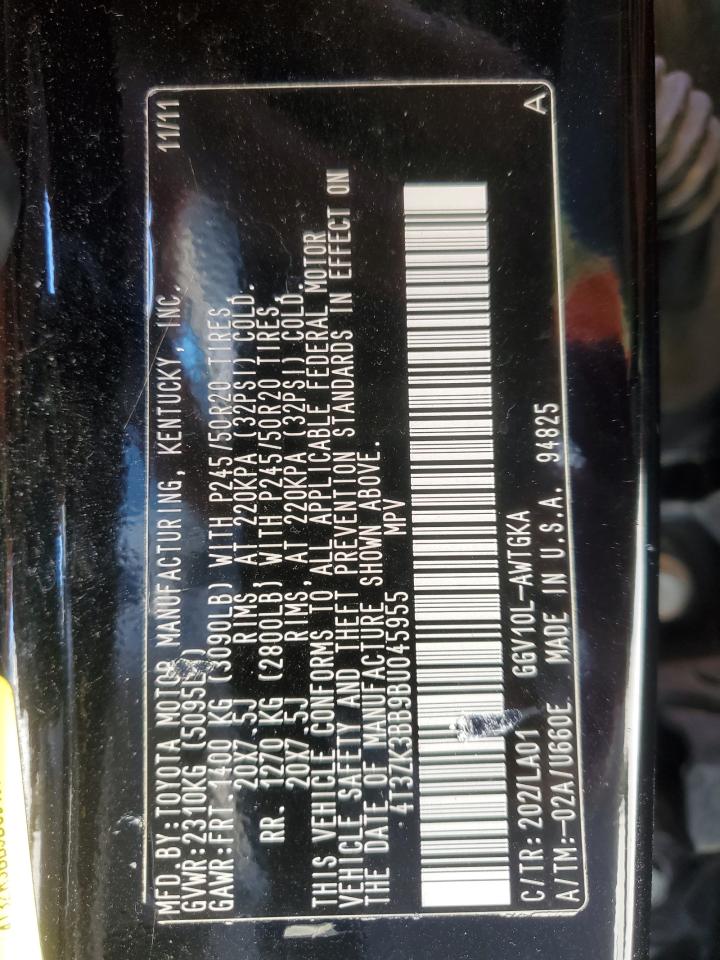 11/11
MFD. BY:TOYOTA MOTOR MANUFACTURING, KENTUCKY, INC.
GVWR:2310KG (5095LB)
GAWR:FRT.1400 KG (3090LB) WITH P245/50R20 TIRES,
20X7.5J RIMS, AT 220KPA (32PSI) COLD.
RR. 1270 KG (2800LB) WITH P245/50R20 TIRES,
20X7.5J RIMS, AT 220KPA (32PSI) COLD.
THIS VEHICLE CONFORMS TO ALL APPLICABLE FEDERAL MOTOR
VEHICLE SAFETY AND THEFT PREVENTION STANDARDS IN EFFECT ON
THE DATE OF MANUFACTURE SHOWN ABOVE.
4T3ZK3BB9BU045955 MPV
C/TR: 202/LA01 GGV10L-AWTGKA
A/TM:-02A/U660E MADE IN U.S.A. 94825 A